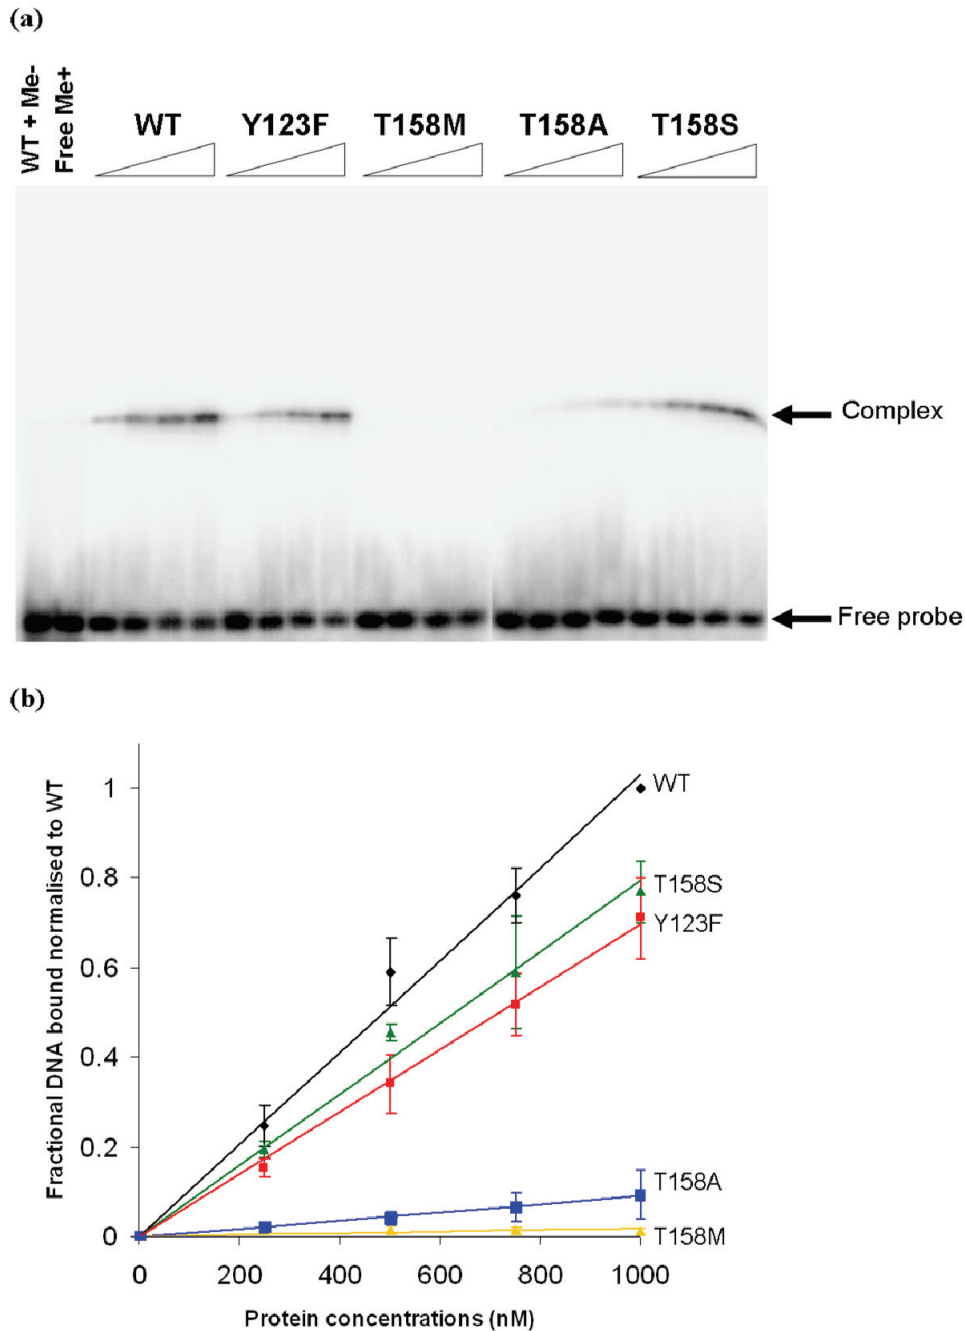 (a)
WT + Me-
Free Me+
WT
Y123F
T158M
T158A
T158S
Complex
Free probe
(b)
Fractional DNA bound normalised to WT
1
0.8
0.6
0.4
0.2
0
WT
T158S
Y123F
T158A
T158M
0 200 400 600 800 1000
Protein concentrations (nM)